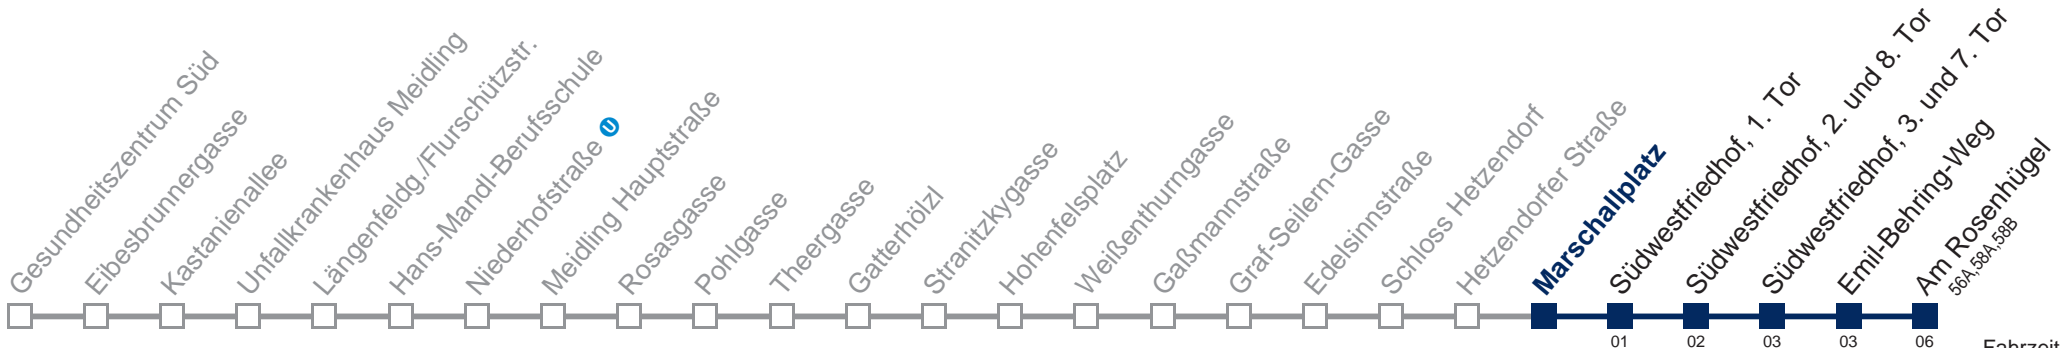 Gesundheitszentrum Süd
Eibesbrunnergasse
Kastanienallee
Unfallkrankenhaus Meidling
Längenfeldg./Flurschützstr.
Hans-Mandl-Berufsschule
Niederhofstraße U
Meidling Hauptstraße
Rosasgasse
Pohlgasse
Theergasse
Gatterhölzl
Stranitzkygasse
Hohenfelsplatz
Weißenthurngasse
Gaßmannstraße
Graf-Seilern-Gasse
Edelsinnstraße
Schloss Hetzendorf
Hetzendorfer Straße
Marschallplatz
Südwestfriedhof, 1. Tor
Südwestfriedhof, 2. und 8. Tor
Südwestfriedhof, 3. und 7. Tor
Emil-Behring-Weg
Am Rosenhügel
56A,58A,58B
01 02 03 03 06
Fahrzeit